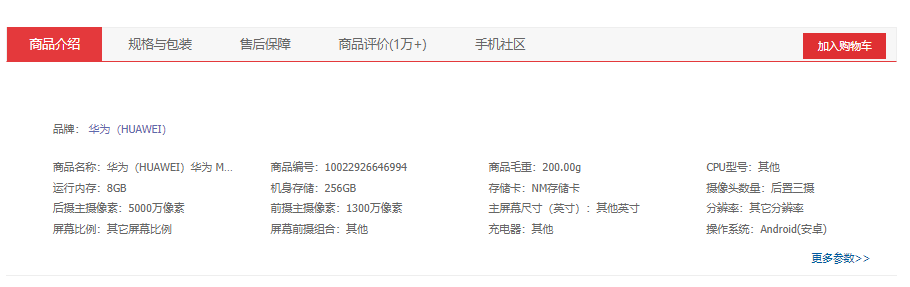 商品介绍 规格与包装 售后保障 商品评价(1万+) 手机社区 加入购物车
品牌： 华为（HUAWEI）
商品名称：华为（HUAWEI）华为 M... 商品编号：10022926646994 商品毛重：200.00g CPU型号：其他
运行内存：8GB 机身存储：256GB 存储卡：NM存储卡 摄像头数量：后置三摄
后摄主摄像素：5000万像素 前摄主摄像素：1300万像素 主屏幕尺寸（英寸）：其他英寸 分辨率：其它分辨率
屏幕比例：其它屏幕比例 屏幕前摄组合：其他 充电器：其他 操作系统：Android(安卓)
更多参数>>